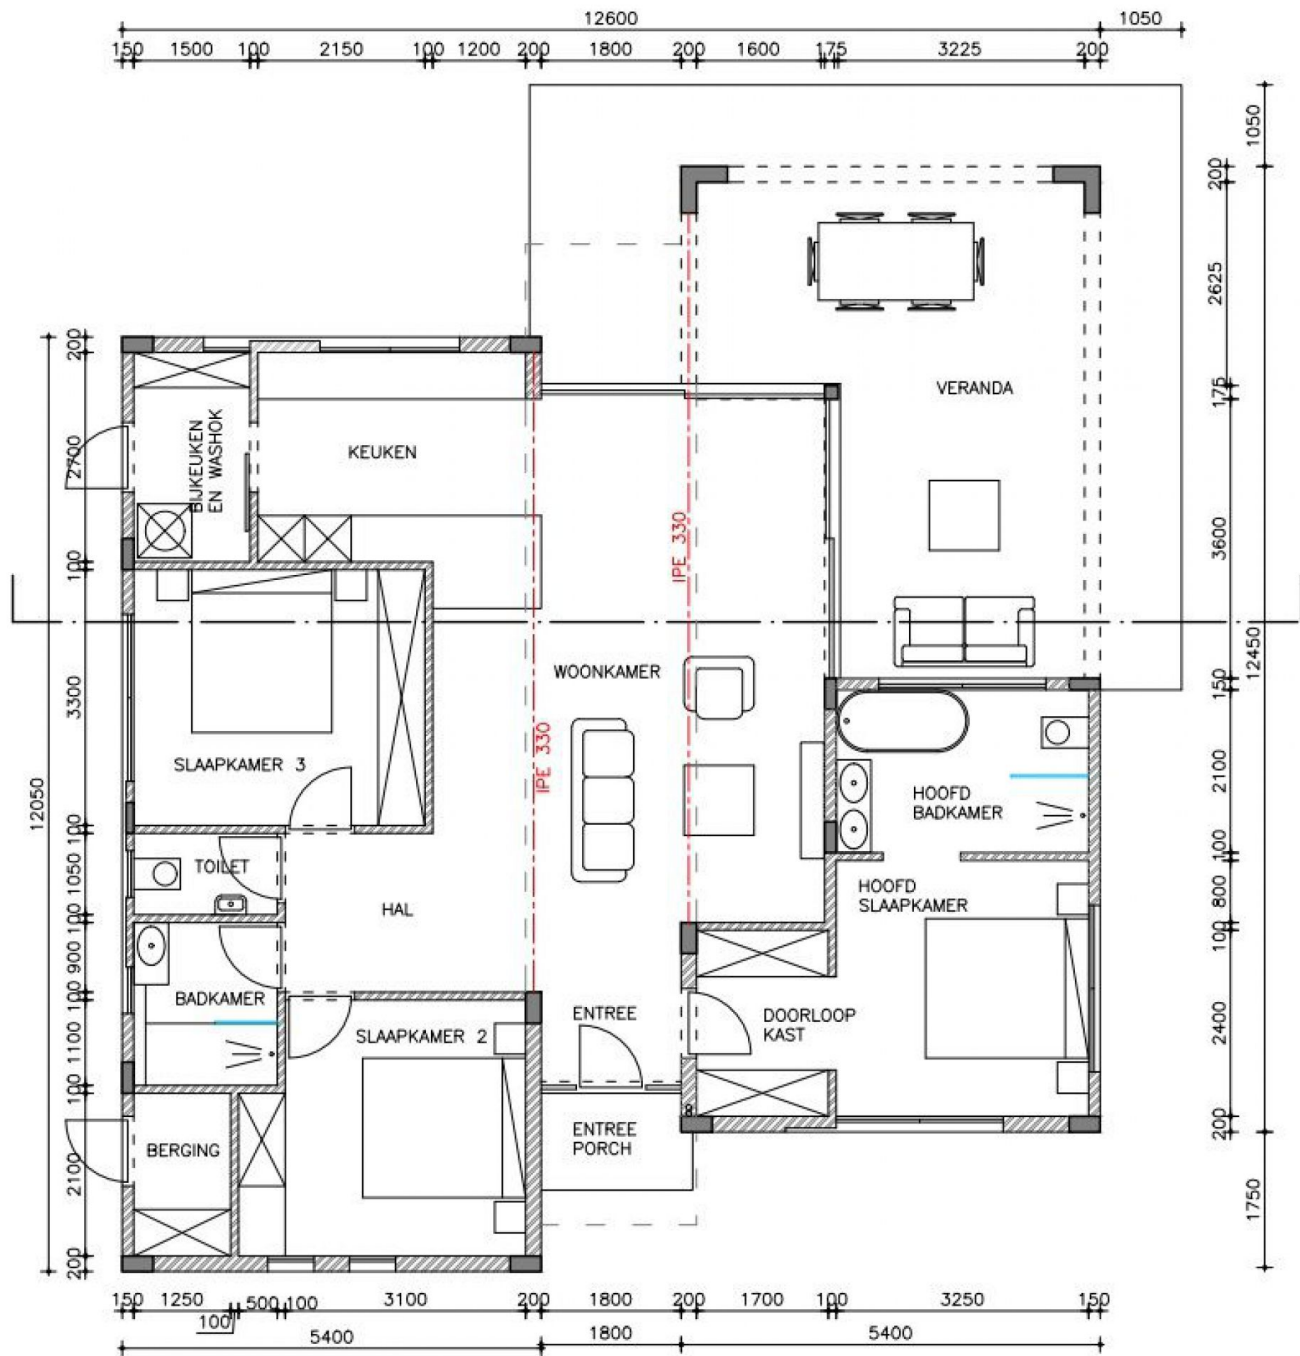 12600 1050
150 1500 100 2150 100 1200 200 1800 200 1600 175 3225 200
1050
200
2625
175
3600
12450
150
2100
100
800
100
2400
200
1750
12050
200
2700
100
3300
100
1050
100
900
100
1100
100
2100
200
VERANDA
KEUKEN
BIJKEUKEN
EN WASHOK
IPE 330
WOONKAMER
IPE 330
SLAAPKAMER 3
HOOFD
BADKAMER
TOILET
HOOFD
SLAAPKAMER
HAL
BADKAMER
ENTREE
DOORLOOP
KAST
SLAAPKAMER 2
ENTREE
PORCH
BERGING
150 1250 500 100 3100 200 1800 200 1700 100 3250 150
100
5400 1800 5400